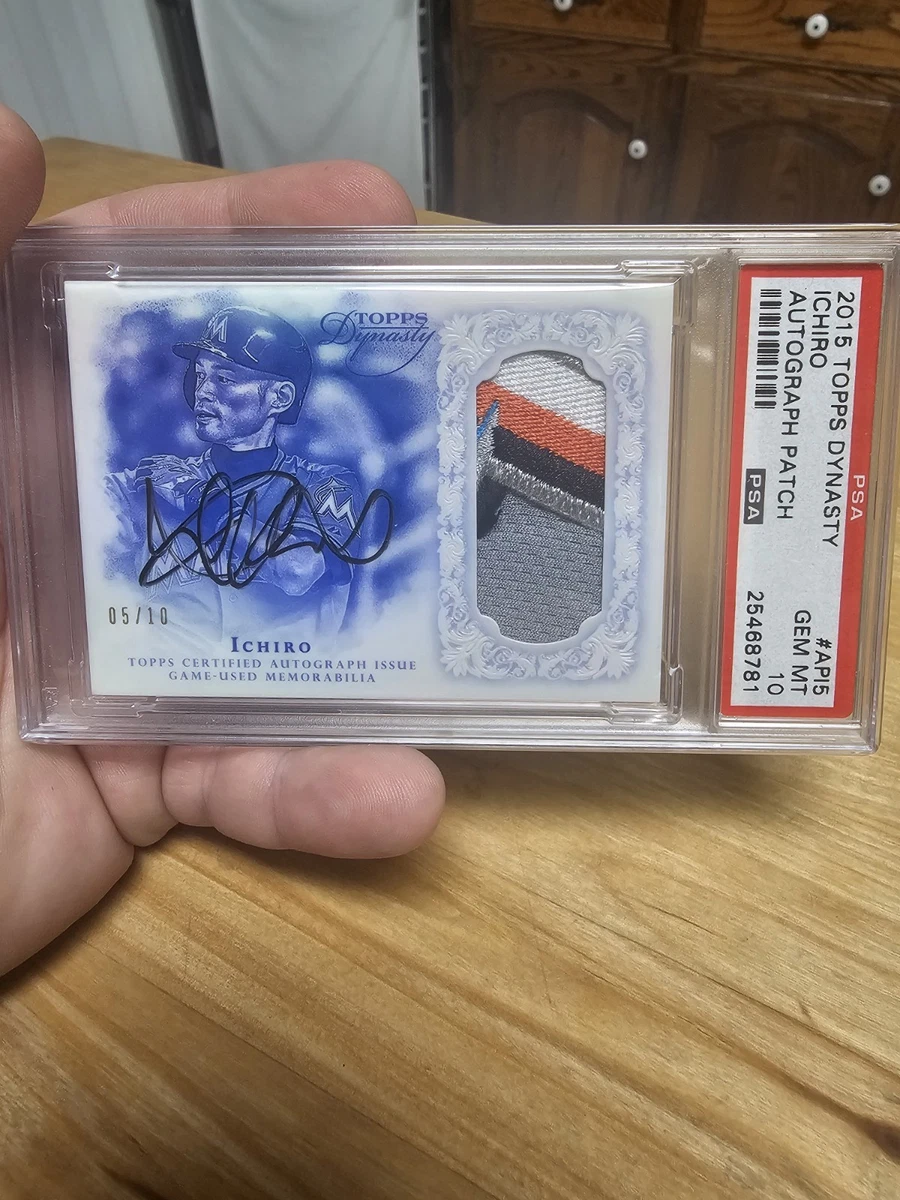 TOPPS
Dynasty
M
M
05/10
ICHIRO
TOPPS CERTIFIED AUTOGRAPH ISSUE
GAME-USED MEMORABILIA
PSA
2015 TOPPS DYNASTY #API5
ICHIRO GEM MT
AUTOGRAPH PATCH 10
PSA 25468781